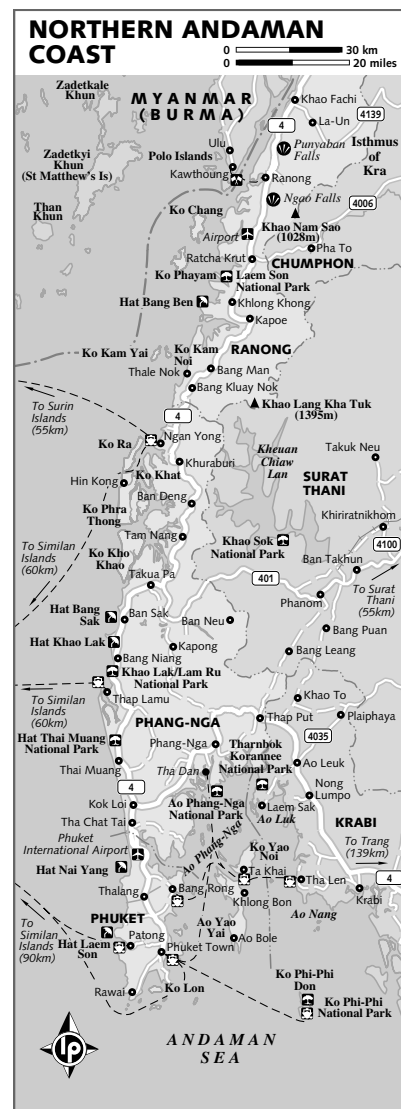 NORTHERN ANDAMAN
COAST
0 30 km
0 20 miles
Zadetkale
Khun
MYANMAR
(BURMA)
Khao Fachi
4
La-Un
4139
Ulu
Punyaban
Falls
Isthmus
of
Kra
Zadetkyi
Khun
(St Matthew's Is)
Polo Islands
Kawthoung
Ranong
Ngao Falls
4006
Than
Khun
Ko Chang
Khao Nam Sao
(1028m)
Airport
Pha To
Ratcha Krut
CHUMPHON
Ko Phayam
Laem Son
National Park
Hat Bang Ben
Khlong Khong
Kapoe
Ko Kam Yai
Ko Kam
Noi
RANONG
Thale Nok
Bang Man
Bang Kluay Nok
To Surin
Islands
(55km)
4
Khao Lang Kha Tuk
(1395m)
Ko Ra
Ngan Yong
Kheuan
Chiaw
Lan
Takuk Neu
Ko Khat
Khuraburi
Hin Kong
SURAT
THANI
Ban Deng
Ko Phra
Thong
Khiriratnikhom
Tam Nang
Khao Sok
National Park
4100
To Similan
Islands
(60km)
Ko Kho
Khao
Ban Takhun
Takua Pa
401
To Surat
Thani
(55km)
Phanom
Hat Bang
Sak
Ban Sak
Ban Neu
Bang Puan
Hat Khao Lak
Kapong
Bang Leang
Bang Niang
Khao Lak/Lam Ru
National Park
To Similan
Islands
(60km)
Thap Lamu
Khao To
PHANG-NGA
Thap Put
Plaiphaya
Hat Thai Muang
National Park
Phang-Nga
4035
Tharnbok
Korannee
National Park
Tha Dan
Ao Leuk
Thai Muang
Nong
Lumpo
4
Ao Phang-Nga
National Park
Kok Loi
Laem Sak
Ao Luk
KRABI
Tha Chat Tai
Phuket
International Airport
Ao Phang-Nga
Ko Yao
Noi
To Trang
(139km)
Hat Nai Yang
Ta Khai
Tha Len
4
Thalang
Bang Rong
Khlong Bon
Krabi
Ao Nang
PHUKET
Ao Yao
Yai
To
Similan
Islands
(90km)
Hat Laem
Son
Patong
Phuket Town
Ao Bole
Ko Phi-Phi
Don
Rawai
Ko Lon
Ko Phi-Phi
National Park
lp
ANDAMAN
SEA